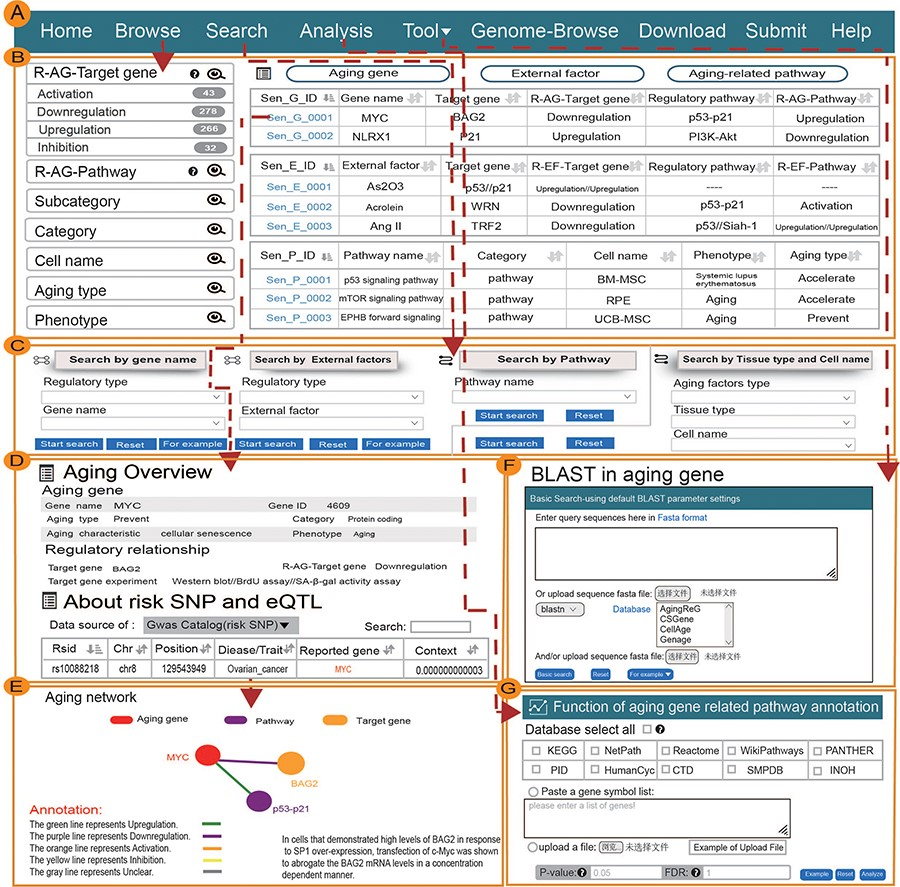 A
Home Browse Search Analysis Tool Genome-Browse Download Submit Help
B
R-AG-Target gene
Activation 43
Downregulation 278
Upregulation 266
Inhibition 32
R-AG-Pathway
Subcategory
Category
Cell name
Aging type
Phenotype
Aging gene External factor Aging-related pathway
Sen_G_ID Gene name Target gene R-AG-Target gene Regulatory pathway R-AG-Pathway
Sen_G_0001 MYC BAG2 Downregulation p53-p21 Upregulation
Sen_G_0002 NLRX1 P21 Upregulation PI3K-Akt Downregulation
Sen_E_ID External factor Target gene R-EF-Target gene Regulatory pathway R-EF-Pathway
Sen_E_0001 As2O3 p53//p21 Upregulation//Upregulation ---- ----
Sen_E_0002 Acrolein WRN Downregulation p53-p21 Activation
Sen_E_0003 Ang II TRF2 Downregulation p53//Siah-1 Upregulation//Upregulation
Sen_P_ID Pathway name Category Cell name Phenotype Aging type
Sen_P_0001 p53 signaling pathway pathway BM-MSC Systemic lupus erythematosus Accelerate
Sen_P_0002 mTOR signaling pathway pathway RPE Aging Accelerate
Sen_P_0003 EPHB forward signaling pathway UCB-MSC Aging Prevent
C
Search by gene name
Regulatory type
Gene name
Start search Reset For example
Search by External factors
Regulatory type
External factor
Start search Reset For example
Search by Pathway
Pathway name
Start search Reset
Start search Reset
Search by Tissue type and Cell name
Aging factors type
Tissue type
Cell name
D
Aging Overview
Aging gene
Gene name MYC Gene ID 4609
Aging type Prevent Category Protein coding
Aging characteristic cellular senescence Phenotype Aging
Regulatory relationship
Target gene BAG2 R-AG-Target gene Downregulation
Target gene experiment Western blot//BrdU assay//SA-β-gal activity assay
About risk SNP and eQTL
Data source of : Gwas Catalog(risk SNP) Search:
Rsid Chr Position Diease/Trait Reported gene Context
rs10088218 chr8 129543949 Ovarian_cancer MYC 0.000000000003
E
Aging network
Aging gene Pathway Target gene
MYC
BAG2
p53-p21
Annotation:
The green line represents Upregulation.
The purple line represents Downregulation.
The orange line represents Activation.
The yellow line represents Inhibition.
The gray line represents Unclear.
In cells that demonstrated high levels of BAG2 in response
to SP1 over-expression, transfection of c-Myc was shown
to abrogate the BAG2 mRNA levels in a concentration
dependent manner.
F
BLAST in aging gene
Basic Search-using default BLAST parameter settings
Enter query sequences here in Fasta format
Or upload sequence fasta file: 选择文件 未选择文件
blastn Database AgingReG
CSGene
CellAge
Genage
And/or upload sequence fasta file: 选择文件 未选择文件
Basic search Reset For example
G
Function of aging gene related pathway annotation
Database select all
KEGG NetPath Reactome WikiPathways PANTHER
PID HumanCyc CTD SMPDB INOH
Paste a gene symbol list:
please enter a list of genes!
upload a file: 浏览.. 未选择文件 Example of Upload File
P-value: 0.05 FDR: 1 Example Reset Analyze